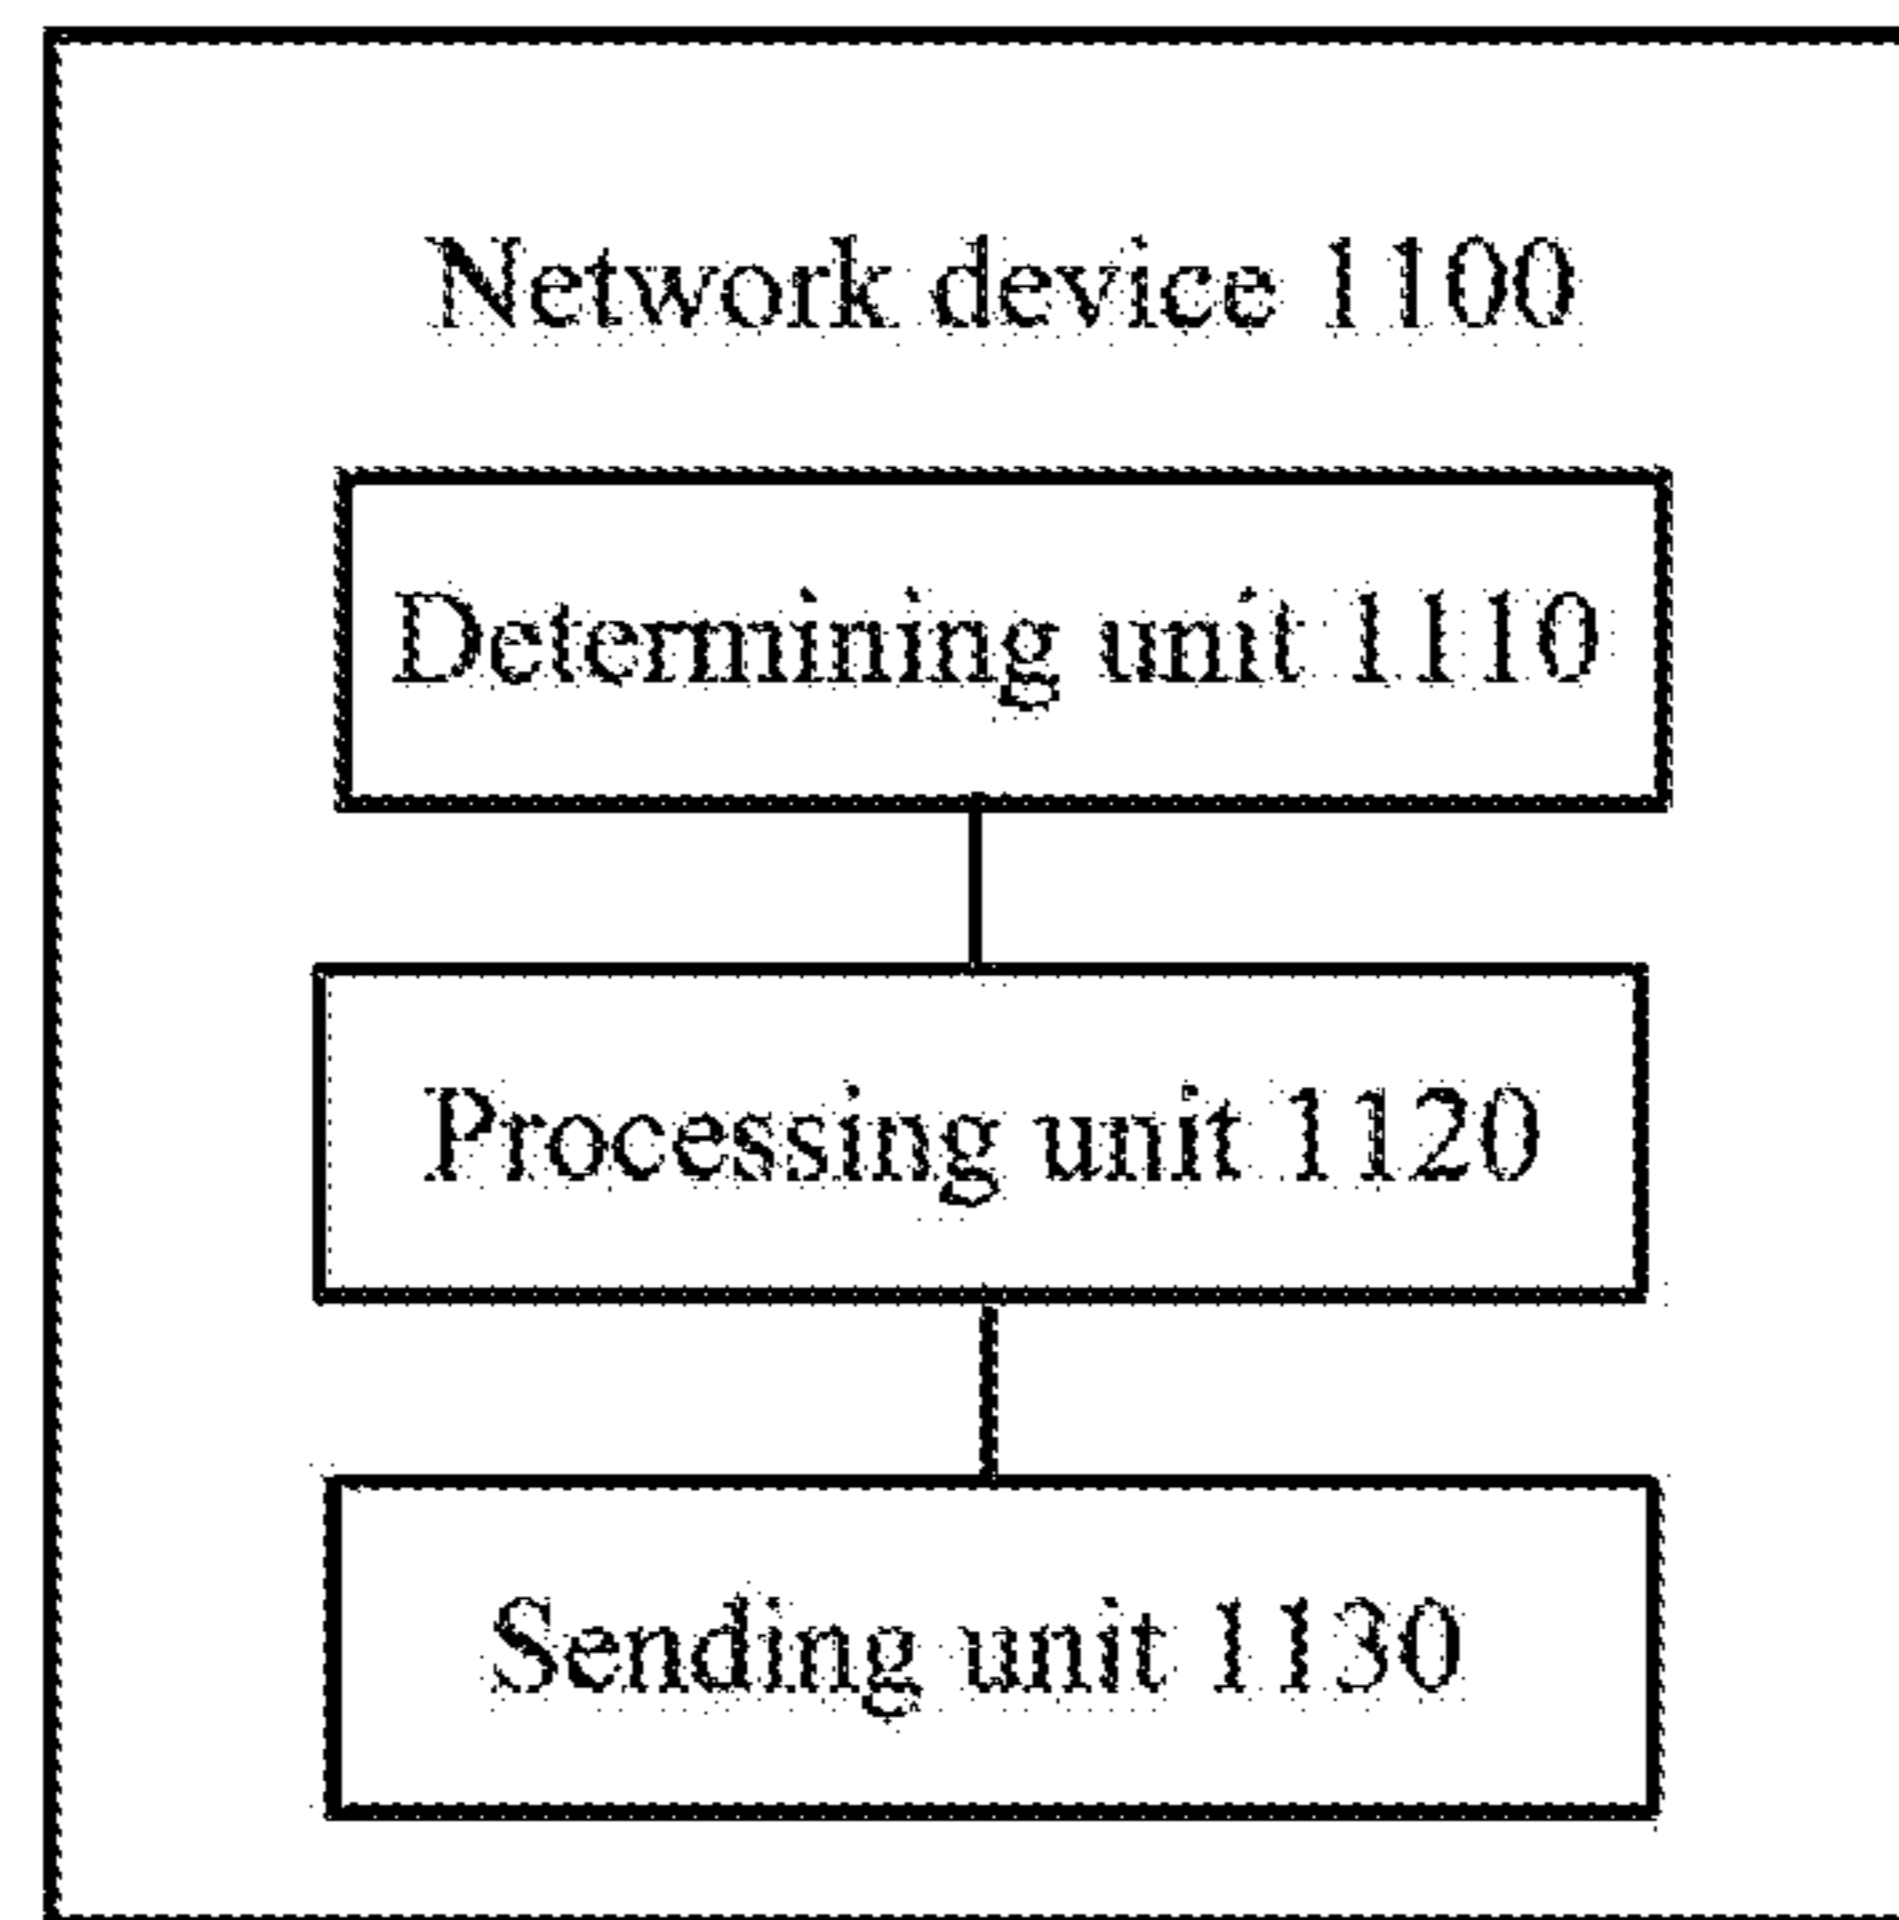 Network device 1100
Determining unit 1110
Processing unit 1120
Sending unit 1130